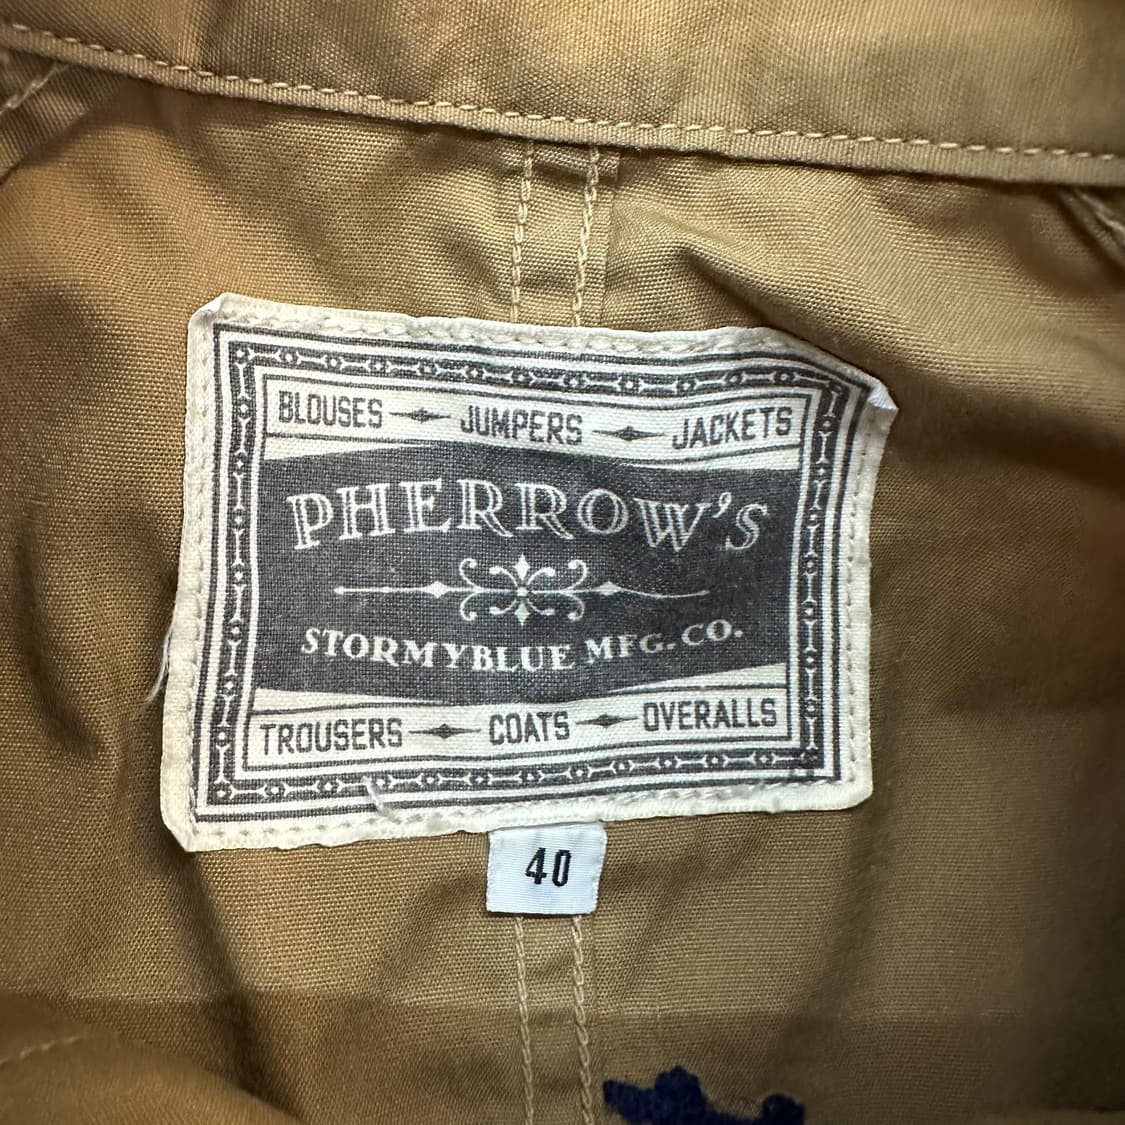 BLOUSES JUMPERS JACKETS
PHERROW'S
STORMYBLUE MFG. CO.
TROUSERS COATS OVERALLS
40